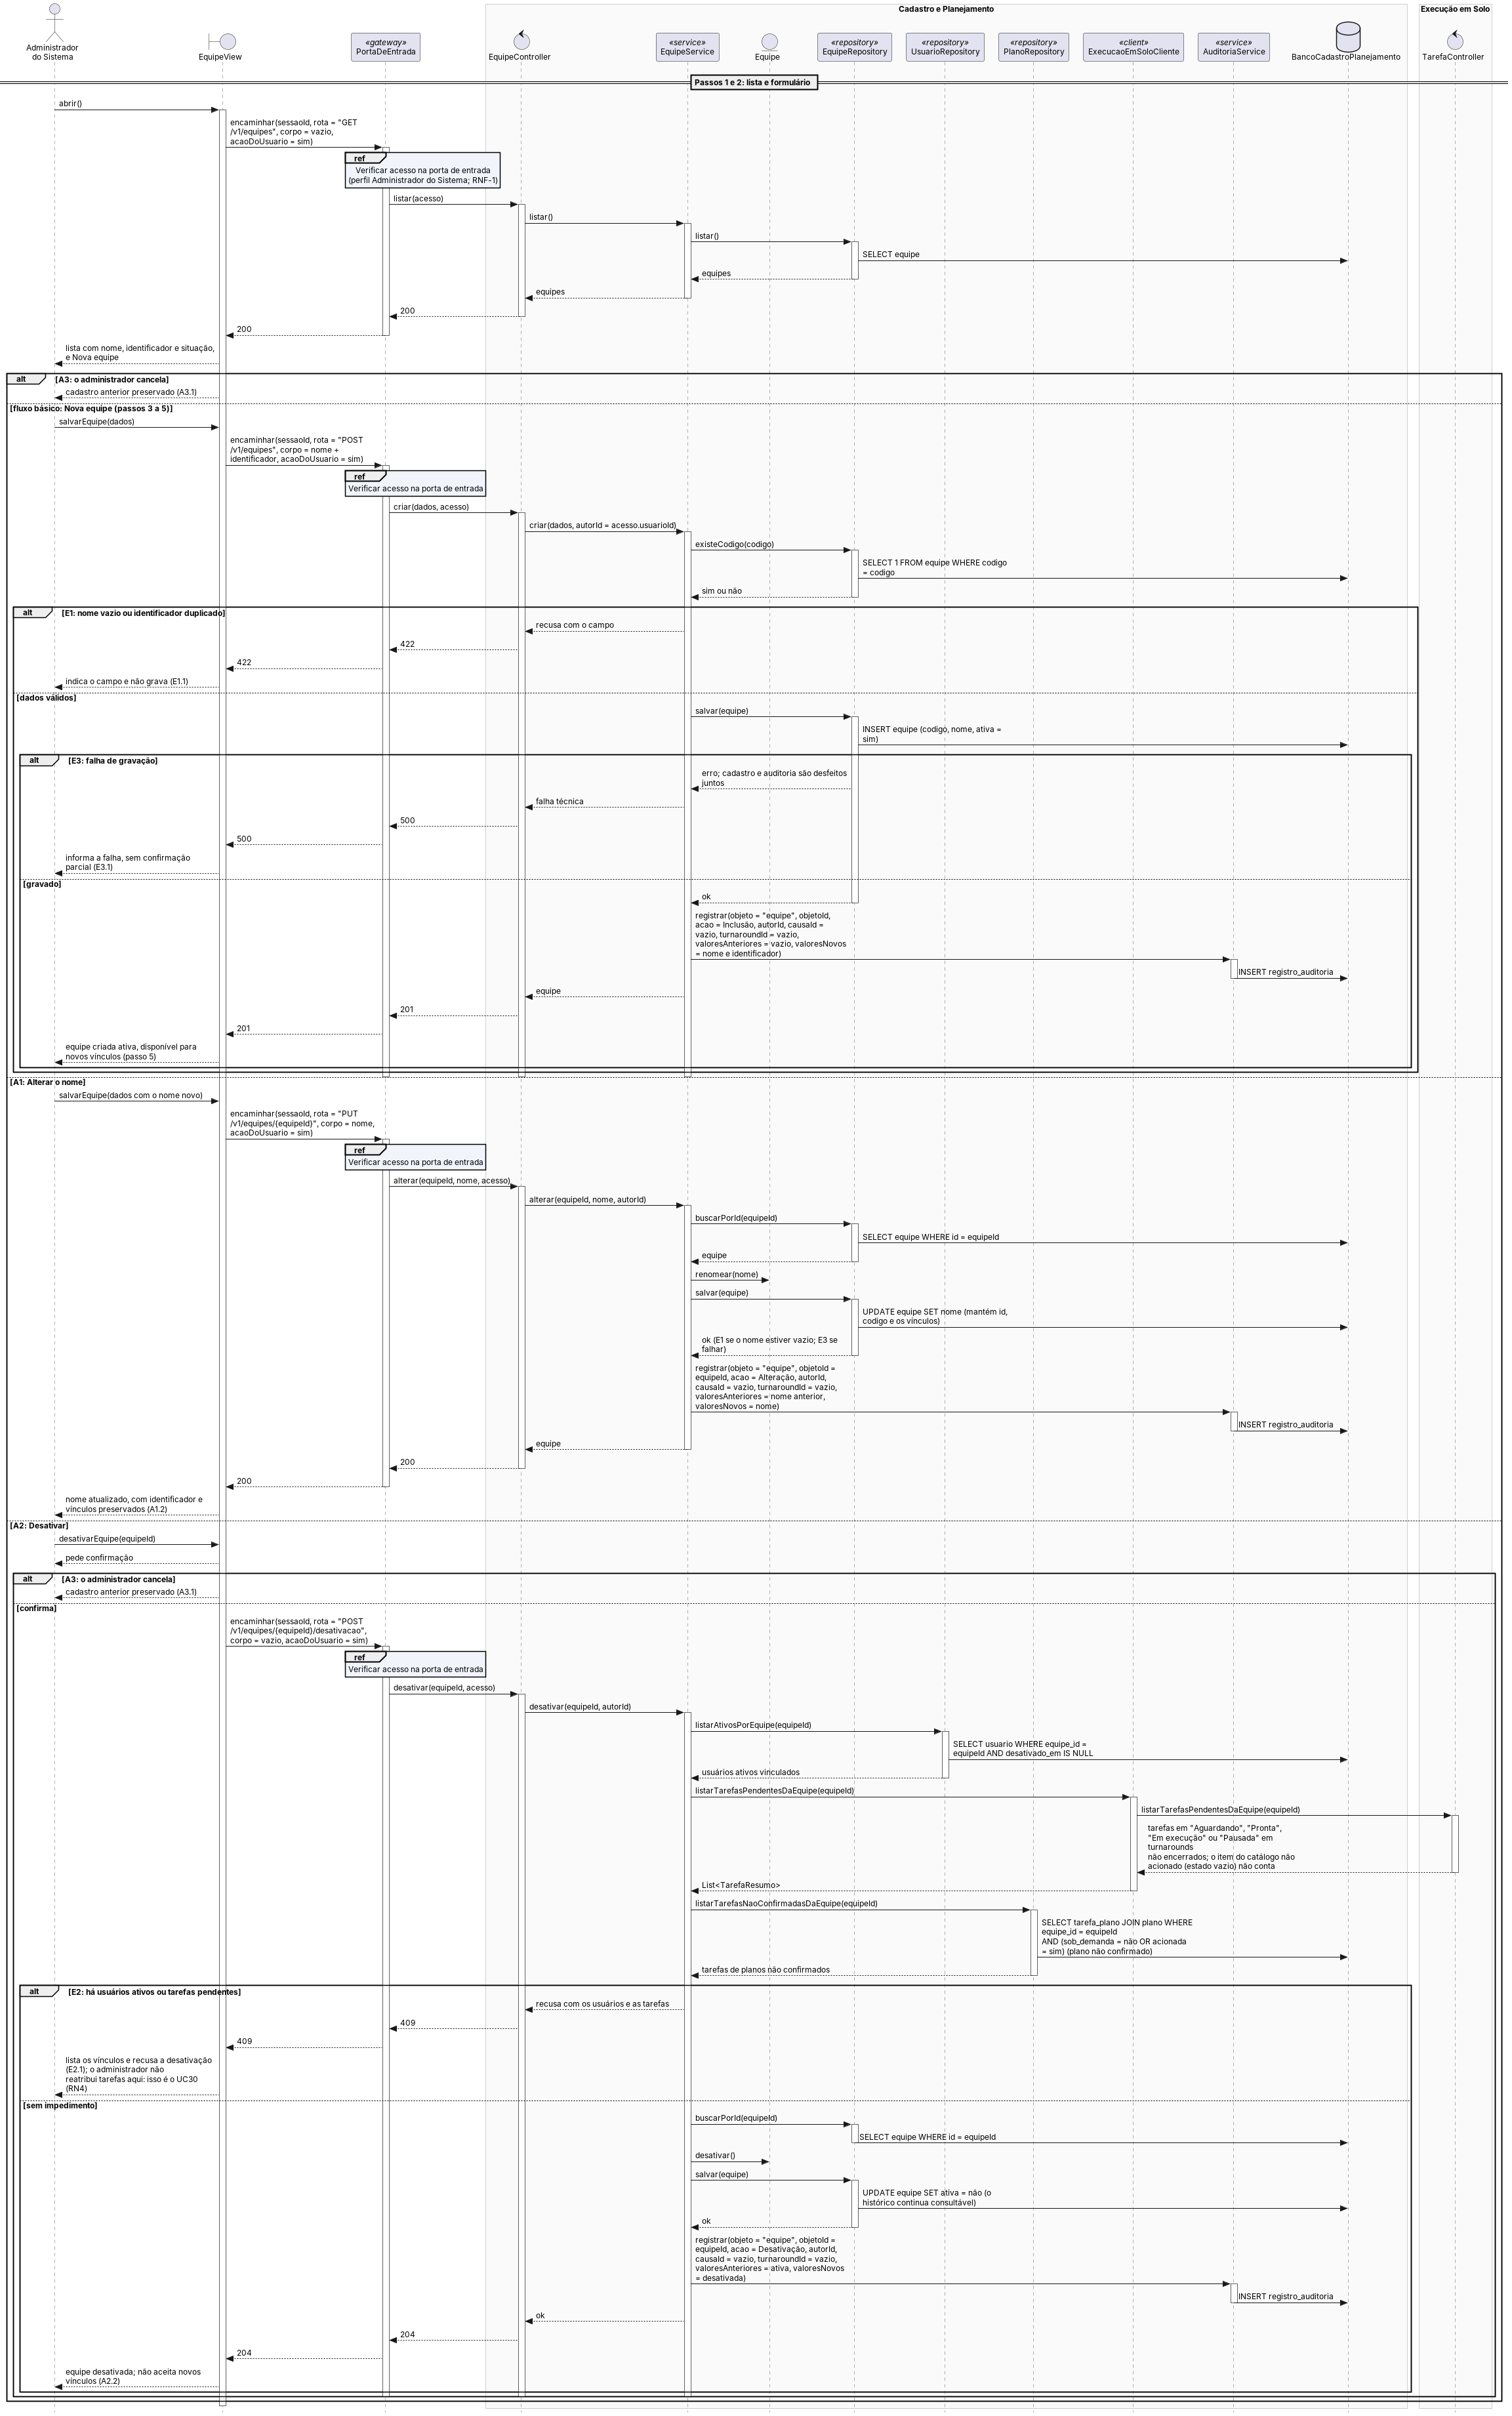 Cadastro e Planejamento
Execução em Solo
Administrador
do Sistema
EquipeView
«gateway»
PortaDeEntrada
EquipeController
«service»
EquipeService
Equipe
«repository»
EquipeRepository
«repository»
UsuarioRepository
«repository»
PlanoRepository
«client»
ExecucaoEmSoloCliente
«service»
AuditoriaService
BancoCadastroPlanejamento
TarefaController
Passos 1 e 2: lista e formulário
abrir()
encaminhar(sessaoId, rota = "GET
/v1/equipes", corpo = vazio,
acaoDoUsuario = sim)
ref
Verificar acesso na porta de entrada
(perfil Administrador do Sistema; RNF-1)
listar(acesso)
listar()
listar()
SELECT equipe
equipes
equipes
200
200
lista com nome, identificador e situação,
e Nova equipe
alt
[A3: o administrador cancela]
cadastro anterior preservado (A3.1)
[fluxo básico: Nova equipe (passos 3 a 5)]
salvarEquipe(dados)
encaminhar(sessaoId, rota = "POST
/v1/equipes", corpo = nome +
identificador, acaoDoUsuario = sim)
ref
Verificar acesso na porta de entrada
criar(dados, acesso)
criar(dados, autorId = acesso.usuarioId)
existeCodigo(codigo)
SELECT 1 FROM equipe WHERE codigo
= codigo
sim ou não
alt
[E1: nome vazio ou identificador duplicado]
recusa com o campo
422
422
indica o campo e não grava (E1.1)
[dados válidos]
salvar(equipe)
INSERT equipe (codigo, nome, ativa =
sim)
alt
[E3: falha de gravação]
erro; cadastro e auditoria são desfeitos
juntos
falha técnica
500
500
informa a falha, sem confirmação
parcial (E3.1)
[gravado]
ok
registrar(objeto = "equipe", objetoId,
acao = Inclusão, autorId, causaId =
vazio, turnaroundId = vazio,
valoresAnteriores = vazio, valoresNovos
= nome e identificador)
INSERT registro_auditoria
equipe
201
201
equipe criada ativa, disponível para
novos vínculos (passo 5)
[A1: Alterar o nome]
salvarEquipe(dados com o nome novo)
encaminhar(sessaoId, rota = "PUT
/v1/equipes/{equipeId}", corpo = nome,
acaoDoUsuario = sim)
ref
Verificar acesso na porta de entrada
alterar(equipeId, nome, acesso)
alterar(equipeId, nome, autorId)
buscarPorId(equipeId)
SELECT equipe WHERE id = equipeId
equipe
renomear(nome)
salvar(equipe)
UPDATE equipe SET nome (mantém id,
codigo e os vínculos)
ok (E1 se o nome estiver vazio; E3 se
falhar)
registrar(objeto = "equipe", objetoId =
equipeId, acao = Alteração, autorId,
causaId = vazio, turnaroundId = vazio,
valoresAnteriores = nome anterior,
valoresNovos = nome)
INSERT registro_auditoria
equipe
200
200
nome atualizado, com identificador e
vínculos preservados (A1.2)
[A2: Desativar]
desativarEquipe(equipeId)
pede confirmação
alt
[A3: o administrador cancela]
cadastro anterior preservado (A3.1)
[confirma]
encaminhar(sessaoId, rota = "POST
/v1/equipes/{equipeId}/desativacao",
corpo = vazio, acaoDoUsuario = sim)
ref
Verificar acesso na porta de entrada
desativar(equipeId, acesso)
desativar(equipeId, autorId)
listarAtivosPorEquipe(equipeId)
SELECT usuario WHERE equipe_id =
equipeId AND desativado_em IS NULL
usuários ativos vinculados
listarTarefasPendentesDaEquipe(equipeId)
listarTarefasPendentesDaEquipe(equipeId)
tarefas em "Aguardando", "Pronta",
"Em execução" ou "Pausada" em
turnarounds
não encerrados; o item do catálogo não
acionado (estado vazio) não conta
List<TarefaResumo>
listarTarefasNaoConfirmadasDaEquipe(equipeId)
SELECT tarefa_plano JOIN plano WHERE
equipe_id = equipeId
AND (sob_demanda = não OR acionada
= sim) (plano não confirmado)
tarefas de planos não confirmados
alt
[E2: há usuários ativos ou tarefas pendentes]
recusa com os usuários e as tarefas
409
409
lista os vínculos e recusa a desativação
(E2.1); o administrador não
reatribui tarefas aqui: isso é o UC30
(RN4)
[sem impedimento]
buscarPorId(equipeId)
SELECT equipe WHERE id = equipeId
desativar()
salvar(equipe)
UPDATE equipe SET ativa = não (o
histórico continua consultável)
ok
registrar(objeto = "equipe", objetoId =
equipeId, acao = Desativação, autorId,
causaId = vazio, turnaroundId = vazio,
valoresAnteriores = ativa, valoresNovos
= desativada)
INSERT registro_auditoria
ok
204
204
equipe desativada; não aceita novos
vínculos (A2.2)